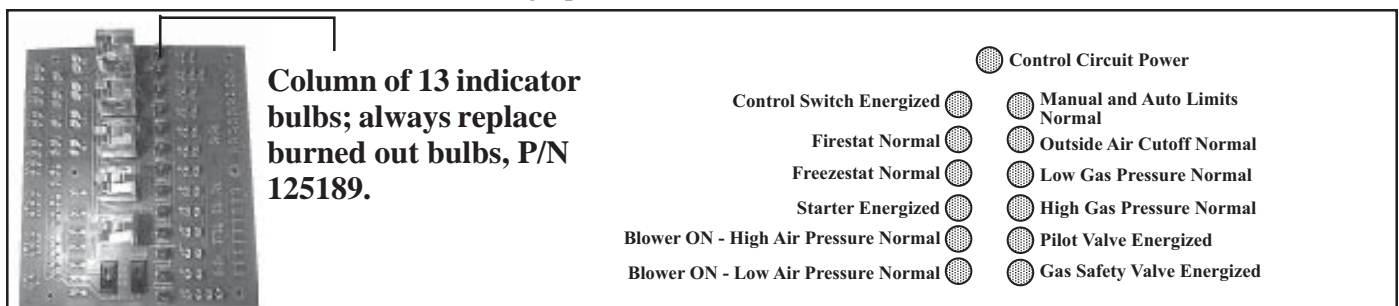 Column of 13 indicator
bulbs; always replace
burned out bulbs, P/N
125189.
Control Circuit Power
Control Switch Energized
Firestat Normal
Freezestat Normal
Starter Energized
Blower ON - High Air Pressure Normal
Blower ON - Low Air Pressure Normal
Manual and Auto Limits
Normal
Outside Air Cutoff Normal
Low Gas Pressure Normal
High Gas Pressure Normal
Pilot Valve Energized
Gas Safety Valve Energized